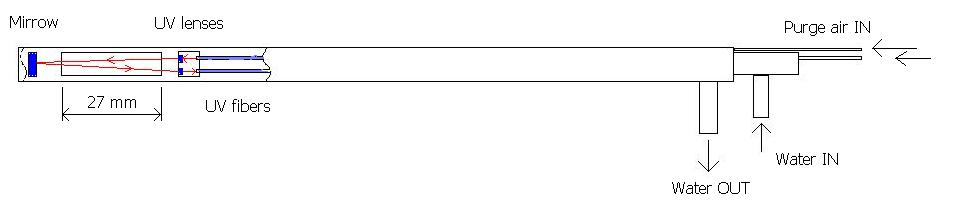 Mirrow
UV lenses
Purge air IN
27 mm
UV fibers
Water IN
Water OUT